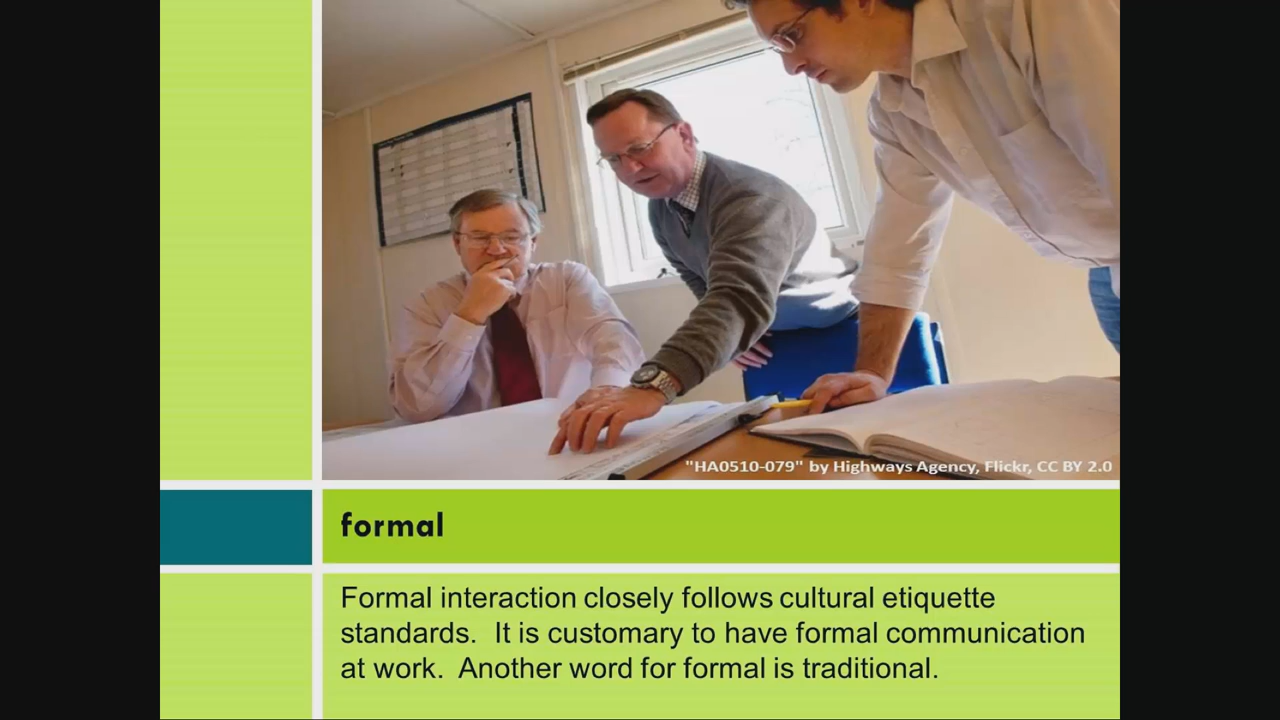 "HA0510-079" by Highways Agency, Flickr, CC BY 2.0
formal
Formal interaction closely follows cultural etiquette
standards.  It is customary to have formal communication
at work.  Another word for formal is traditional.